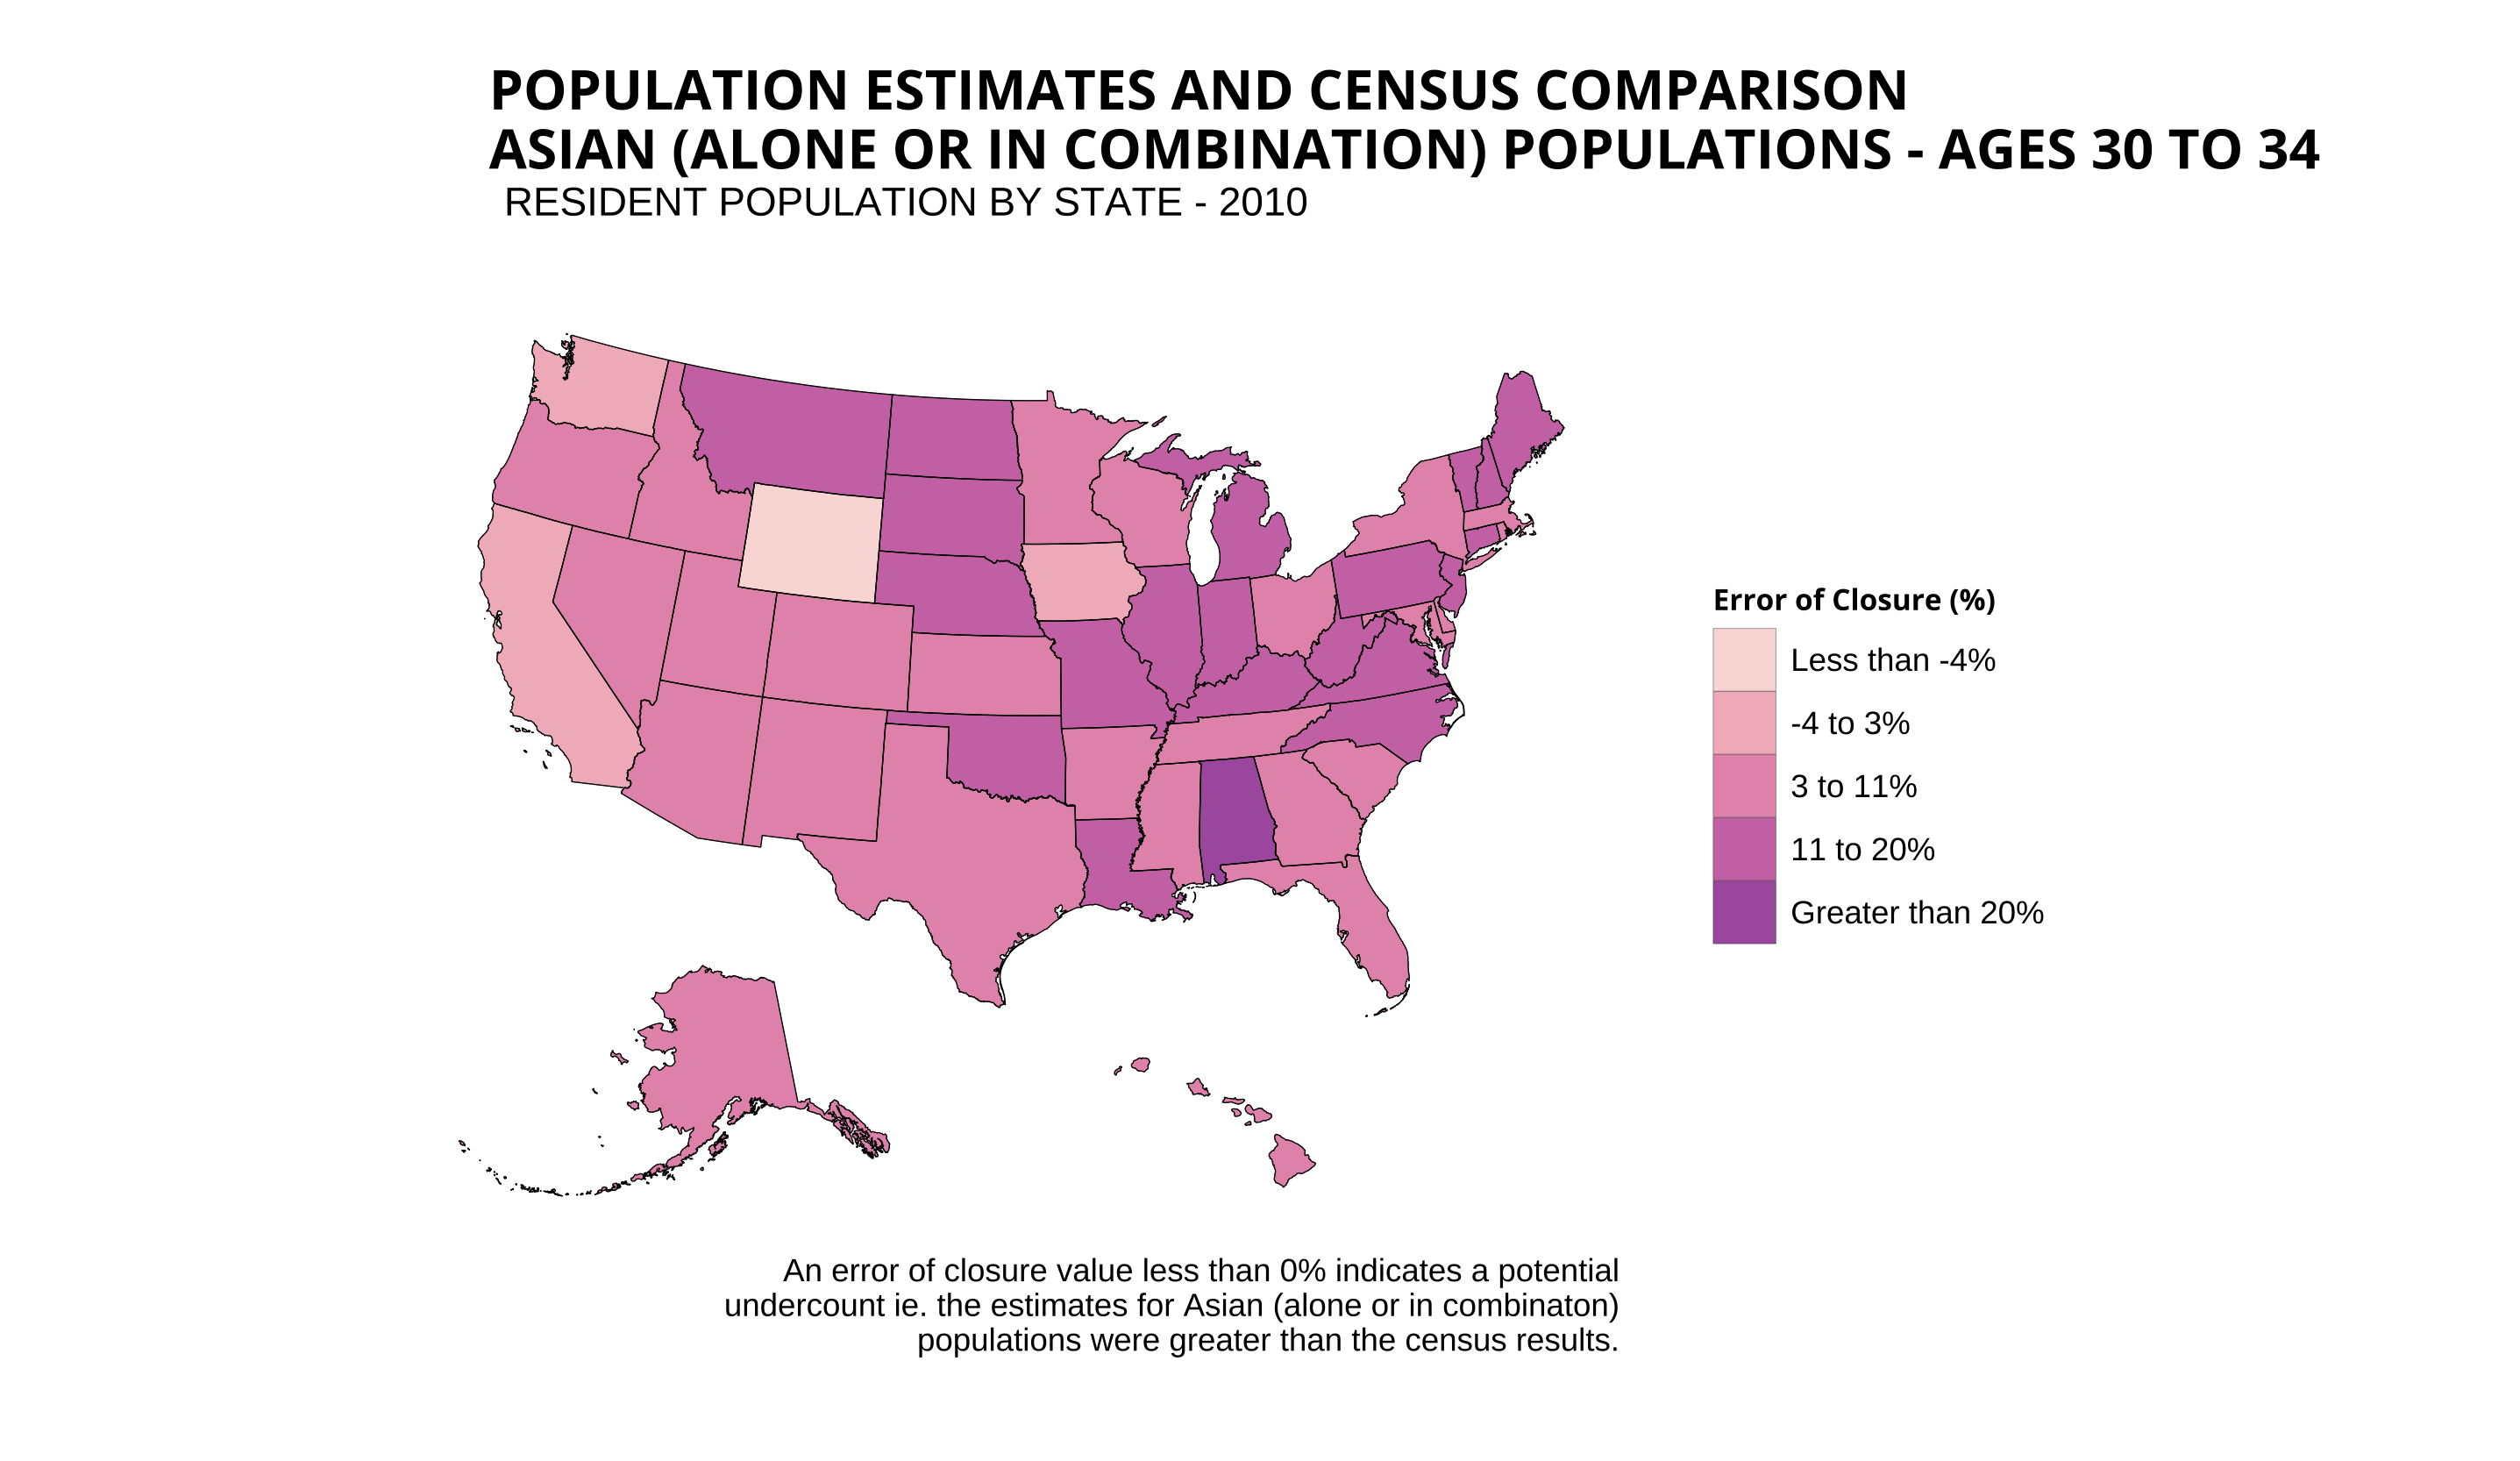 POPULATION ESTIMATES AND CENSUS COMPARISON
ASIAN (ALONE OR IN COMBINATION) POPULATIONS - AGES 30 TO 34
RESIDENT POPULATION BY STATE - 2010
Error of Closure (%)
Less than -4%
-4 to 3%
3 to 11%
11 to 20%
Greater than 20%
An error of closure value less than 0% indicates a potential
undercount ie. the estimates for Asian (alone or in combinaton)
populations were greater than the census results.